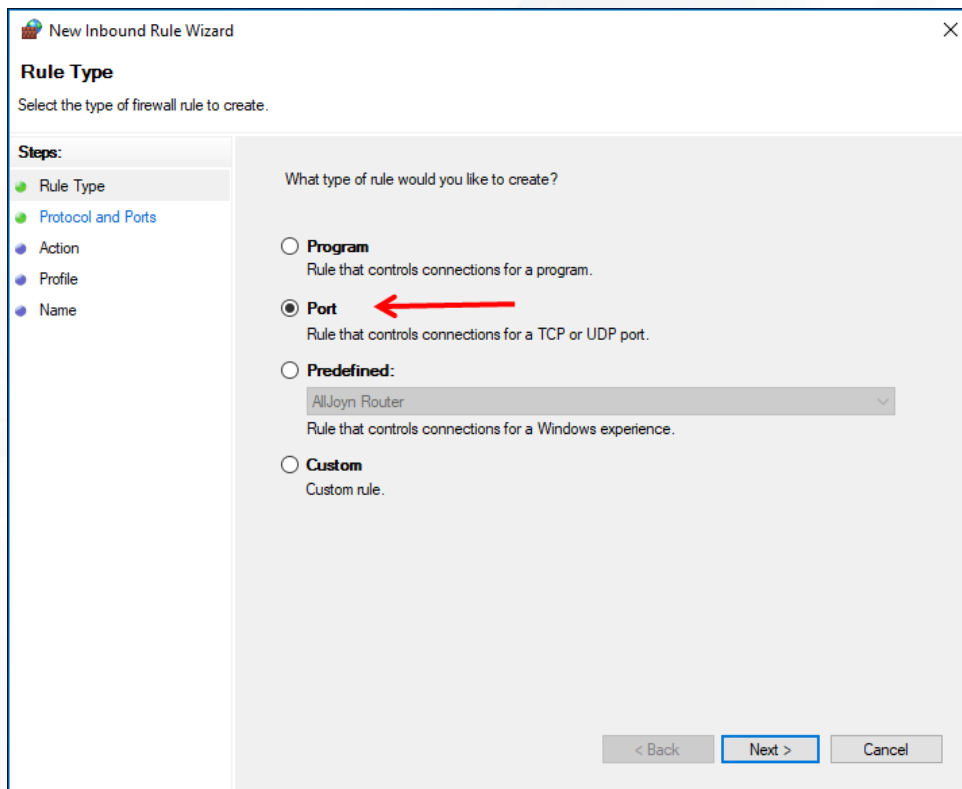 New Inbound Rule Wizard
Rule Type
Select the type of firewall rule to create.
Steps:
Rule Type
Protocol and Ports
Action
Profile
Name
What type of rule would you like to create?
Program
Rule that controls connections for a program.
Port
Rule that controls connections for a TCP or UDP port.
Predefined:
AllJoyn Router
Rule that controls connections for a Windows experience.
Custom
Custom rule.
< Back
Next >
Cancel